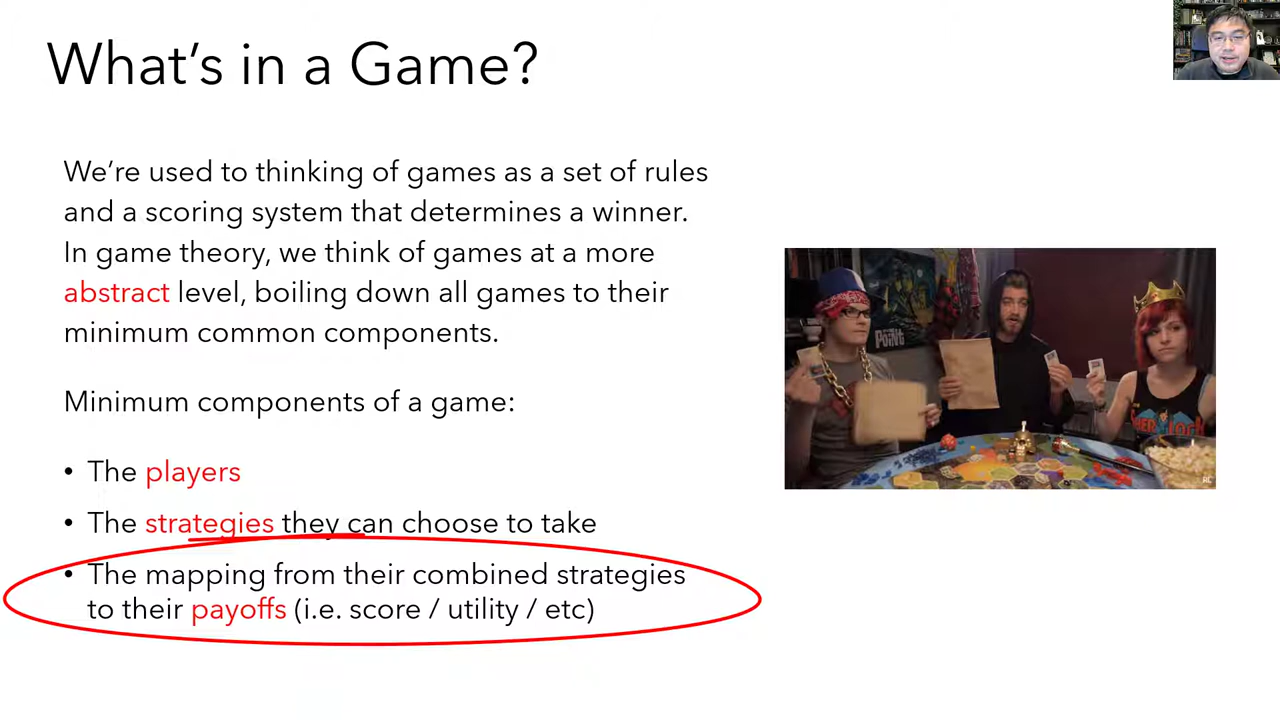 What's in a Game?
We're used to thinking of games as a set of rules
and a scoring system that determines a winner.
In game theory, we think of games at a more
abstract level, boiling down all games to their
minimum common components.
Minimum components of a game:
• The players
• The strategies they can choose to take
• The mapping from their combined strategies
to their payoffs (i.e. score / utility / etc)
POINT